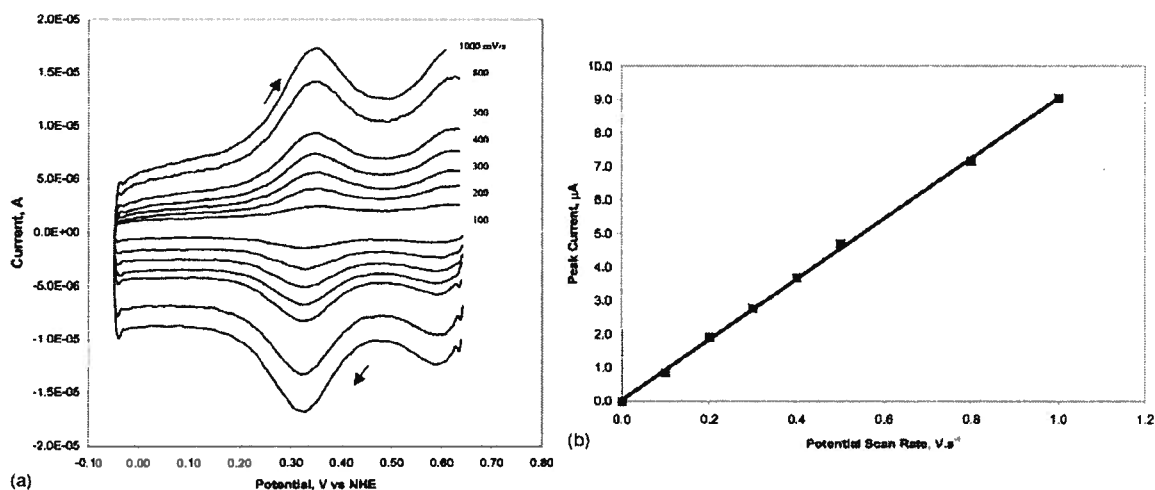 2.0E-05
1.5E-05
1.0E-05
5.0E-06
0.0E+00
-5.0E-06
-1.0E-05
-1.5E-05
-2.0E-05
Current, A
1000 mV/s
800
500
400
300
200
100
-0.10 0.00 0.10 0.20 0.30 0.40 0.50 0.60 0.70 0.80
Potential, V vs NHE
(a)
10.0
9.0
8.0
7.0
6.0
5.0
4.0
3.0
2.0
1.0
0.0
Peak Current, µA
0.0 0.2 0.4 0.6 0.8 1.0 1.2
Potential Scan Rate, V.s⁻¹
(b)